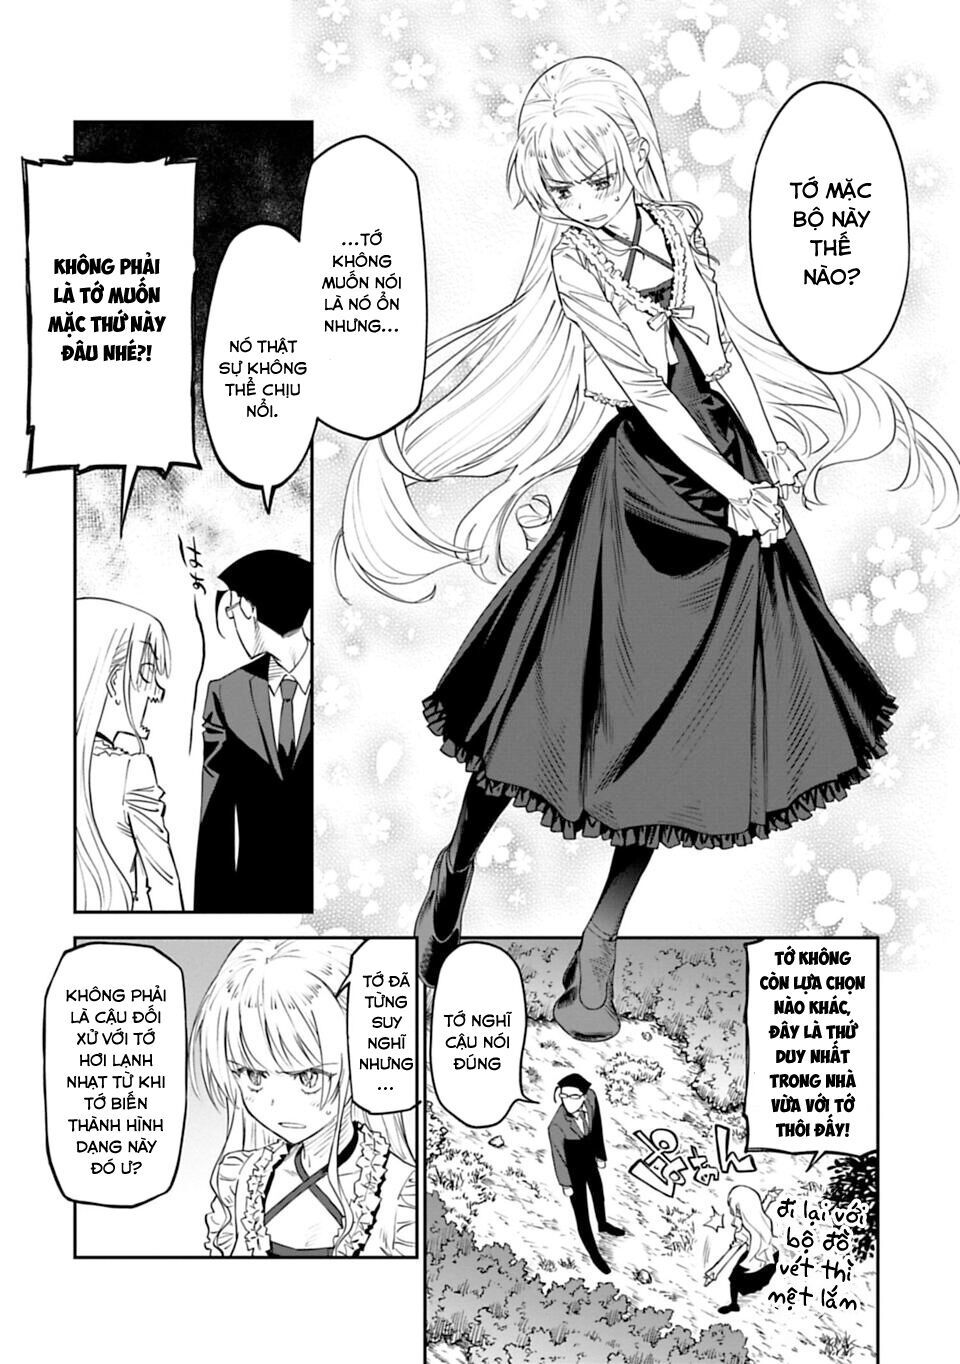 TỚ MẶC
BỘ NÀY
THẾ
NÀO?
...TỚ
KHÔNG
MUỐN NÓI
LÀ NÓ ỔN
NHƯNG...
NÓ THẬT
SỰ KHÔNG
THỂ CHỊU
NỔI.
KHÔNG PHẢI
LÀ TỚ MUỐN
MẶC THỨ NÀY
ĐÂU NHÉ?!
TỚ KHÔNG
CÒN LỰA CHỌN
NÀO KHÁC,
ĐÂY LÀ THỨ
DUY NHẤT
TRONG NHÀ
VỪA VỚI TỚ
THÔI ĐẤY!
đi lại với
bộ đồ
vét thì
mệt lắm
TỚ NGHĨ
CẬU NÓI
ĐÚNG
TỚ ĐÃ
TỪNG
SUY
NGHĨ
NHƯNG
...
KHÔNG PHẢI
LÀ CẬU ĐỐI
XỬ VỚI TỚ
HƠI LẠNH
NHẠT TỪ KHI
TỚ BIẾN
THÀNH HÌNH
DẠNG NÀY
ĐÓ Ư?